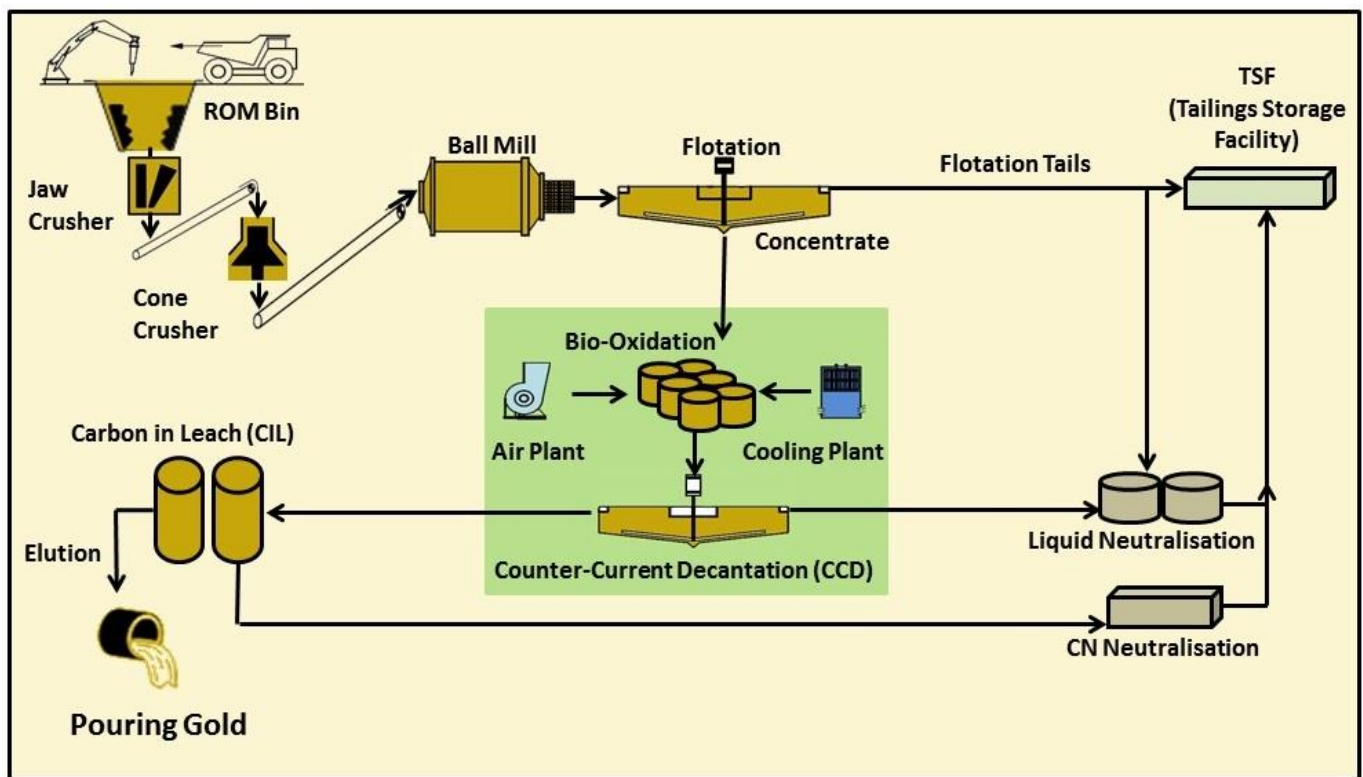 ROM Bin
Jaw
Crusher
Cone
Crusher
Ball Mill
Flotation
Concentrate
Flotation Tails
TSF
(Tailings Storage
Facility)
Bio-Oxidation
Air Plant
Cooling Plant
Counter-Current Decantation (CCD)
Carbon in Leach (CIL)
Elution
Pouring Gold
Liquid Neutralisation
CN Neutralisation